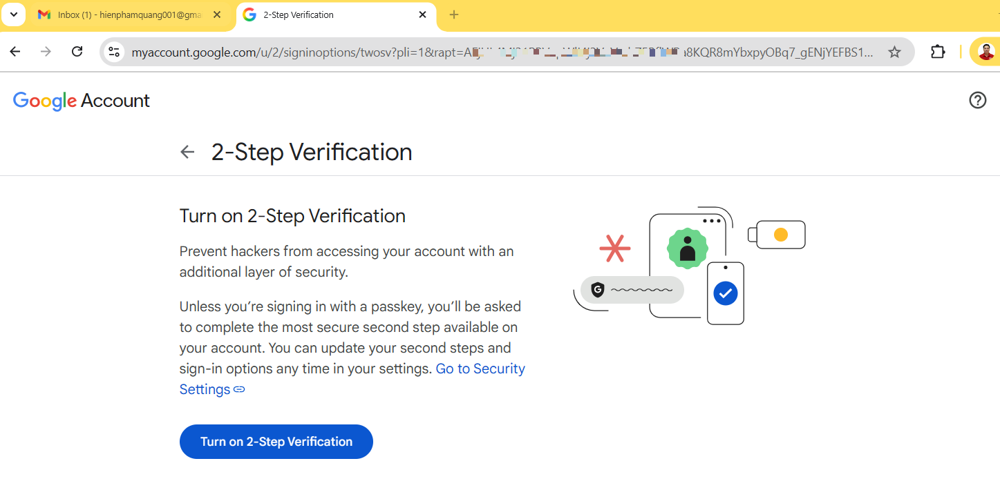 Inbox (1) - hienphamquang001@gma
2-Step Verification
myaccount.google.com/u/2/signinoptions/twosv?pli=1&rapt= a8KQR8mYbxpyOBq7_gENjYEFBS1...
Google Account
2-Step Verification
Turn on 2-Step Verification
Prevent hackers from accessing your account with an
additional layer of security.
Unless you’re signing in with a passkey, you’ll be asked
to complete the most secure second step available on
your account. You can update your second steps and
sign-in options any time in your settings. Go to Security
Settings
Turn on 2-Step Verification